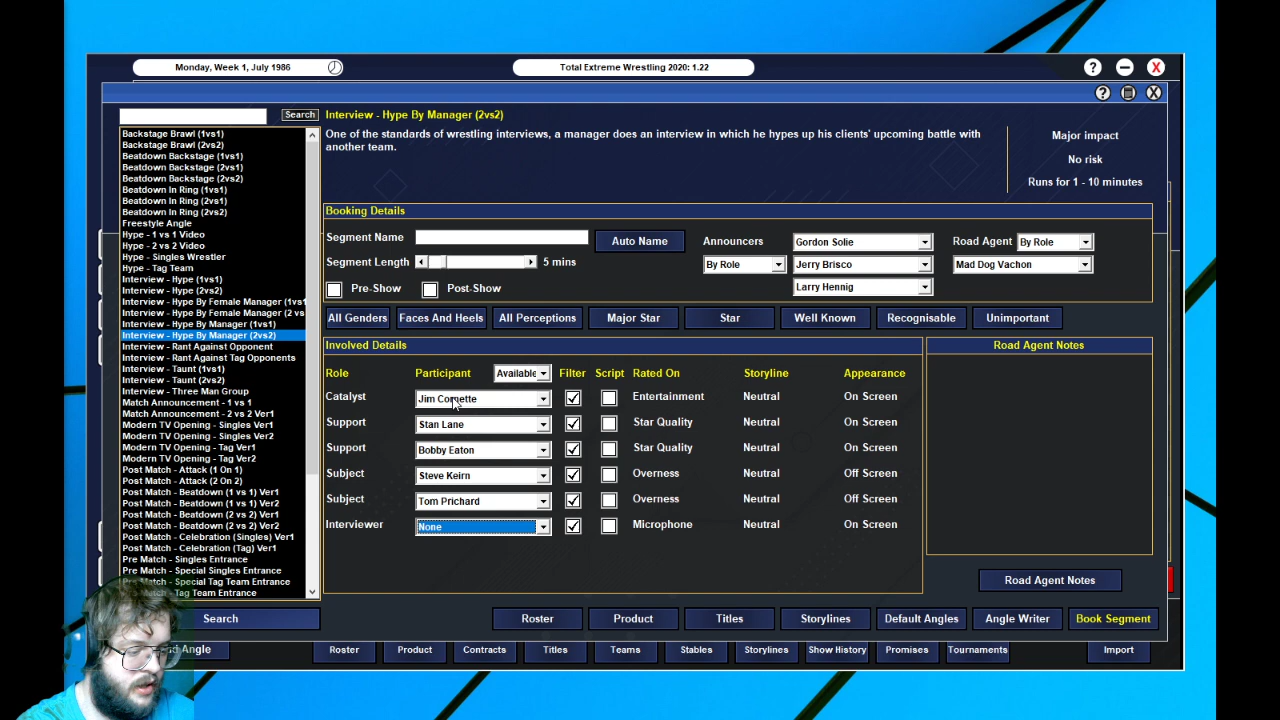 Monday, Week 1, July 1986
Total Extreme Wrestling 2020: 1.22
? X
? X
Search
Interview - Hype By Manager (2vs2)
One of the standards of wrestling interviews, a manager does an interview in which he hypes up his clients' upcoming battle with
another team.
Major impact
No risk
Runs for 1 - 10 minutes
Backstage Brawl (1vs1)
Backstage Brawl (2vs2)
Beatdown Backstage (1vs1)
Beatdown Backstage (2vs1)
Beatdown Backstage (2vs2)
Beatdown In Ring (1vs1)
Beatdown In Ring (2vs1)
Beatdown In Ring (2vs2)
Freestyle Angle
Hype - 1 vs 1 Video
Hype - 2 vs 2 Video
Hype - Singles Wrestler
Hype - Tag Team
Interview - Hype (1vs1)
Interview - Hype (2vs2)
Interview - Hype By Female Manager (1vs1
Interview - Hype By Female Manager (2 vs
Interview - Hype By Manager (1vs1)
Interview - Hype By Manager (2vs2)
Interview - Rant Against Opponent
Interview - Rant Against Tag Opponents
Interview - Taunt (1vs1)
Interview - Taunt (2vs2)
Interview - Three Man Group
Match Announcement - 1 vs 1
Match Announcement - 2 vs 2 Ver1
Modern TV Opening - Singles Ver1
Modern TV Opening - Singles Ver2
Modern TV Opening - Tag Ver1
Modern TV Opening - Tag Ver2
Post Match - Attack (1 On 1)
Post Match - Attack (2 On 2)
Post Match - Beatdown (1 vs 1) Ver1
Post Match - Beatdown (1 vs 1) Ver2
Post Match - Beatdown (2 vs 2) Ver1
Post Match - Beatdown (2 vs 2) Ver2
Post Match - Celebration (Singles) Ver1
Post Match - Celebration (Tag) Ver1
Pre Match - Singles Entrance
Pre Match - Special Singles Entrance
Pre Match - Special Tag Team Entrance
Match - Tag Team Entrance
Booking Details
Segment Name
Auto Name
Announcers
Gordon Solie
Road Agent
By Role
Segment Length
5 mins
By Role
Jerry Brisco
Mad Dog Vachon
Pre-Show
Post-Show
Larry Hennig
All Genders
Faces And Heels
All Perceptions
Major Star
Star
Well Known
Recognisable
Unimportant
Involved Details
Road Agent Notes
Role Participant Available Filter Script Rated On Storyline Appearance
Catalyst Jim Cornette Entertainment Neutral On Screen
Support Stan Lane Star Quality Neutral On Screen
Support Bobby Eaton Star Quality Neutral On Screen
Subject Steve Keirn Overness Neutral Off Screen
Subject Tom Prichard Overness Neutral Off Screen
Interviewer None Microphone Neutral On Screen
Road Agent Notes
Search
Roster
Product
Titles
Storylines
Default Angles
Angle Writer
Book Segment
Angle
Roster
Product
Contracts
Titles
Teams
Stables
Storylines
Show History
Promises
Tournaments
Import